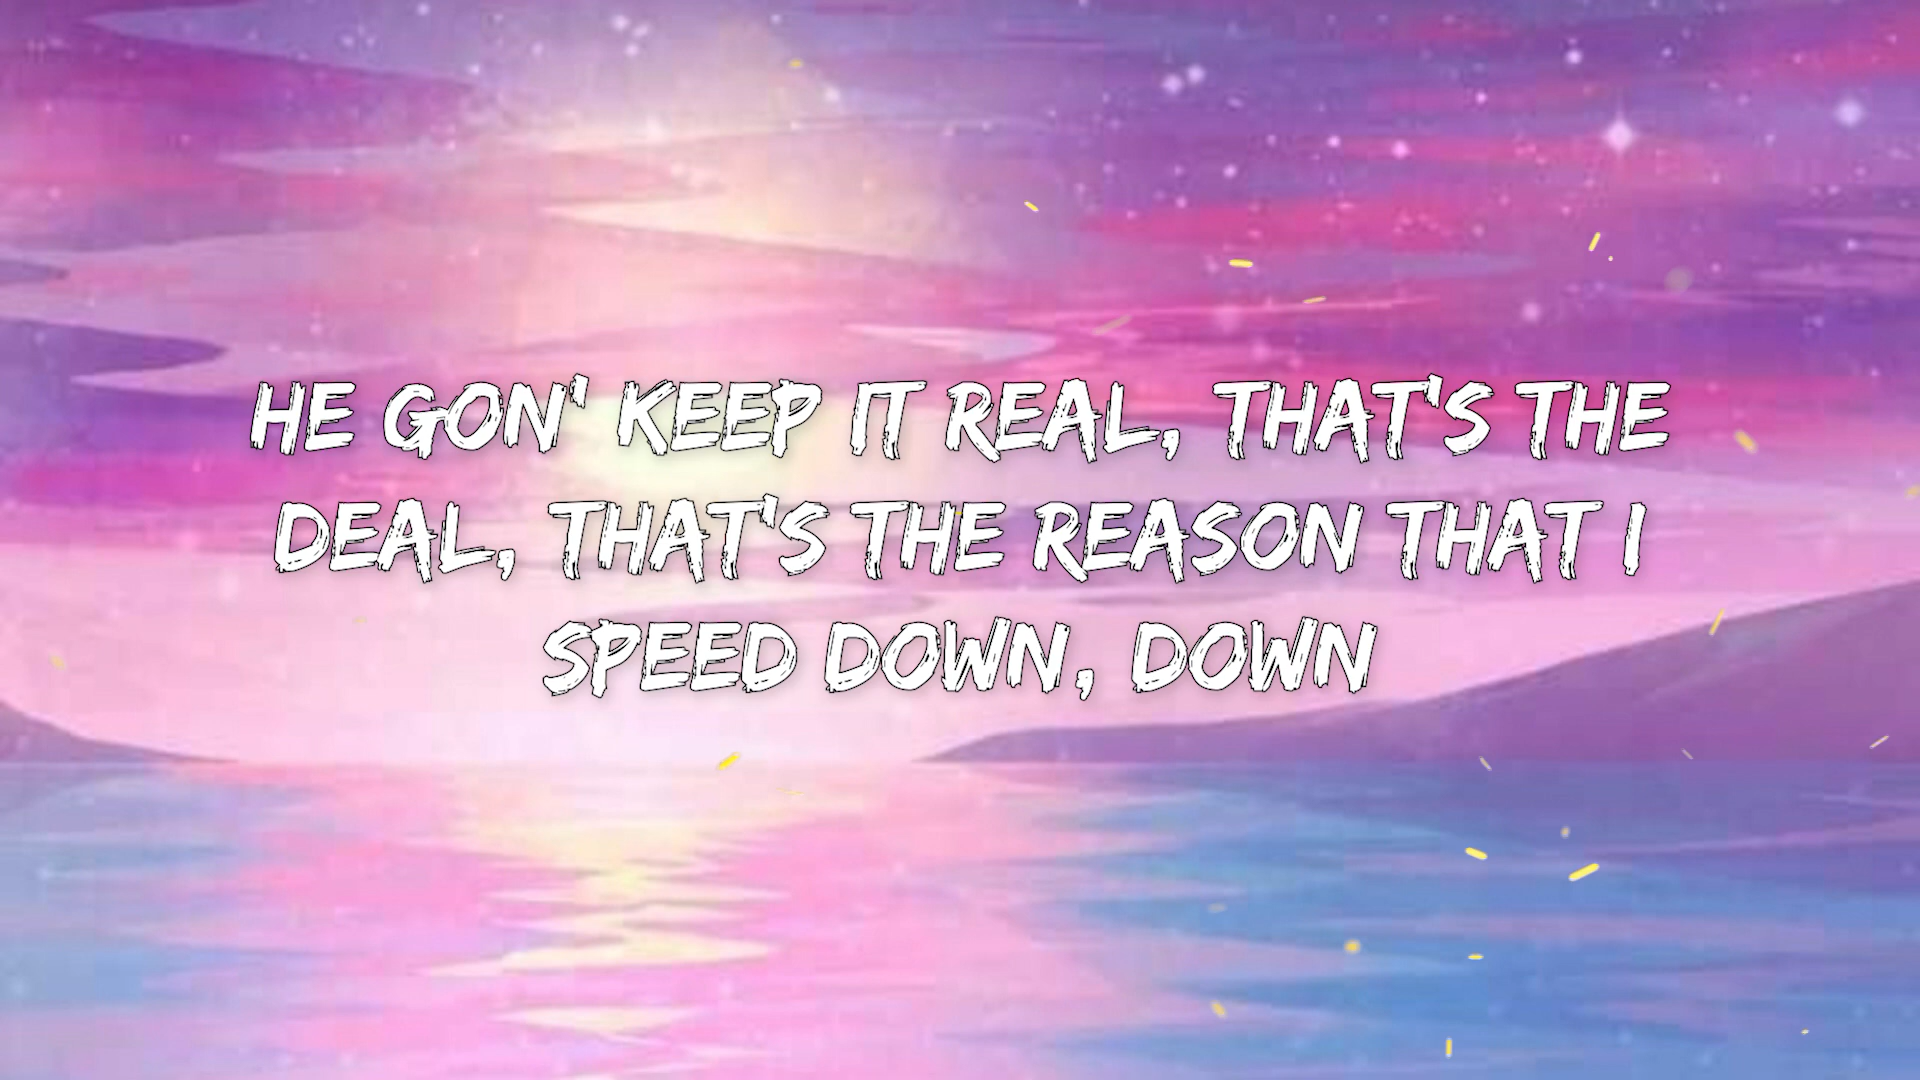 HE GON' KEEP IT REAL, THAT'S THE
DEAL, THAT'S THE REASON THAT I
SPEED DOWN, DOWN